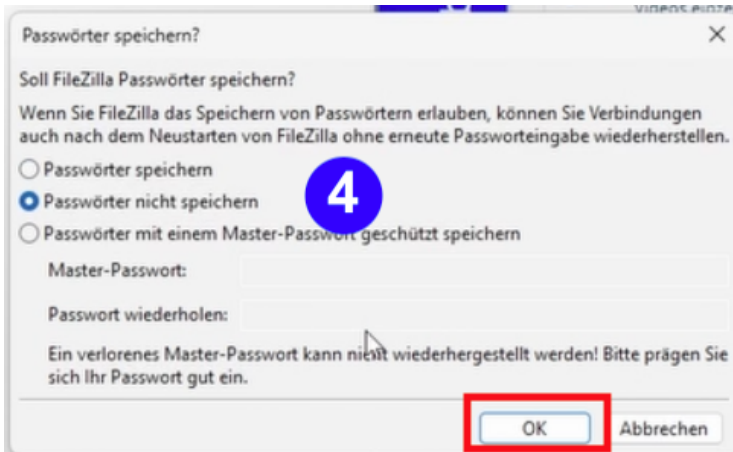 Videos einze
Passwörter speichern?
Soll FileZilla Passwörter speichern?
Wenn Sie FileZilla das Speichern von Passwörtern erlauben, können Sie Verbindungen
auch nach dem Neustarten von FileZilla ohne erneute Passworteingabe wiederherstellen.
Passwörter speichern
Passwörter nicht speichern
4
Passwörter mit einem Master-Passwort geschützt speichern
Master-Passwort:
Passwort wiederholen:
Ein verlorenes Master-Passwort kann nicht wiederhergestellt werden! Bitte prägen Sie
sich Ihr Passwort gut ein.
OK Abbrechen